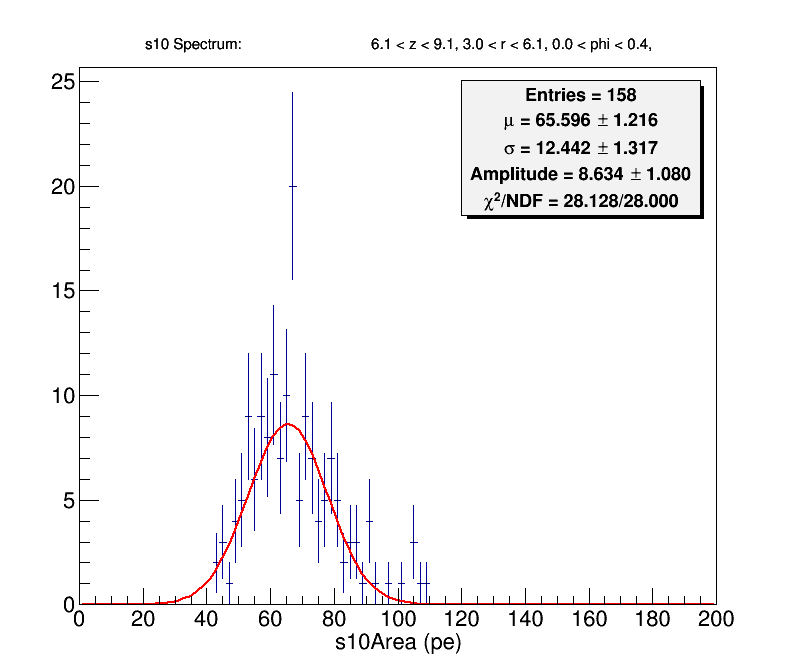 s10 Spectrum: 6.1 < z < 9.1, 3.0 < r < 6.1, 0.0 < phi < 0.4,
Entries = 158
μ = 65.596 ± 1.216
σ = 12.442 ± 1.317
Amplitude = 8.634 ± 1.080
χ²/NDF = 28.128/28.000
25
20
15
10
5
0
0 20 40 60 80 100 120 140 160 180 200
s10Area (pe)